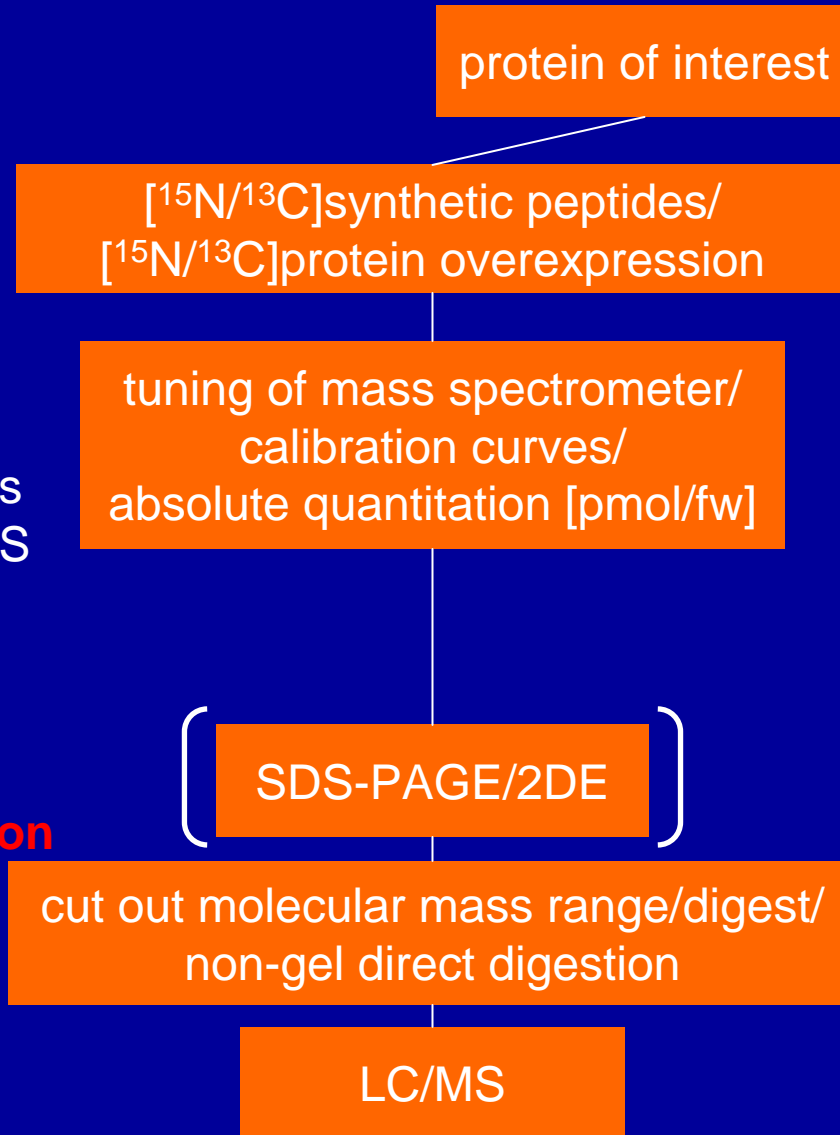 protein of interest
[¹⁵N/¹³C]synthetic peptides/
[¹⁵N/¹³C]protein overexpression
tuning of mass spectrometer/
calibration curves/
absolute quantitation [pmol/fw]
s
S
SDS-PAGE/2DE
on
cut out molecular mass range/digest/
non-gel direct digestion
LC/MS